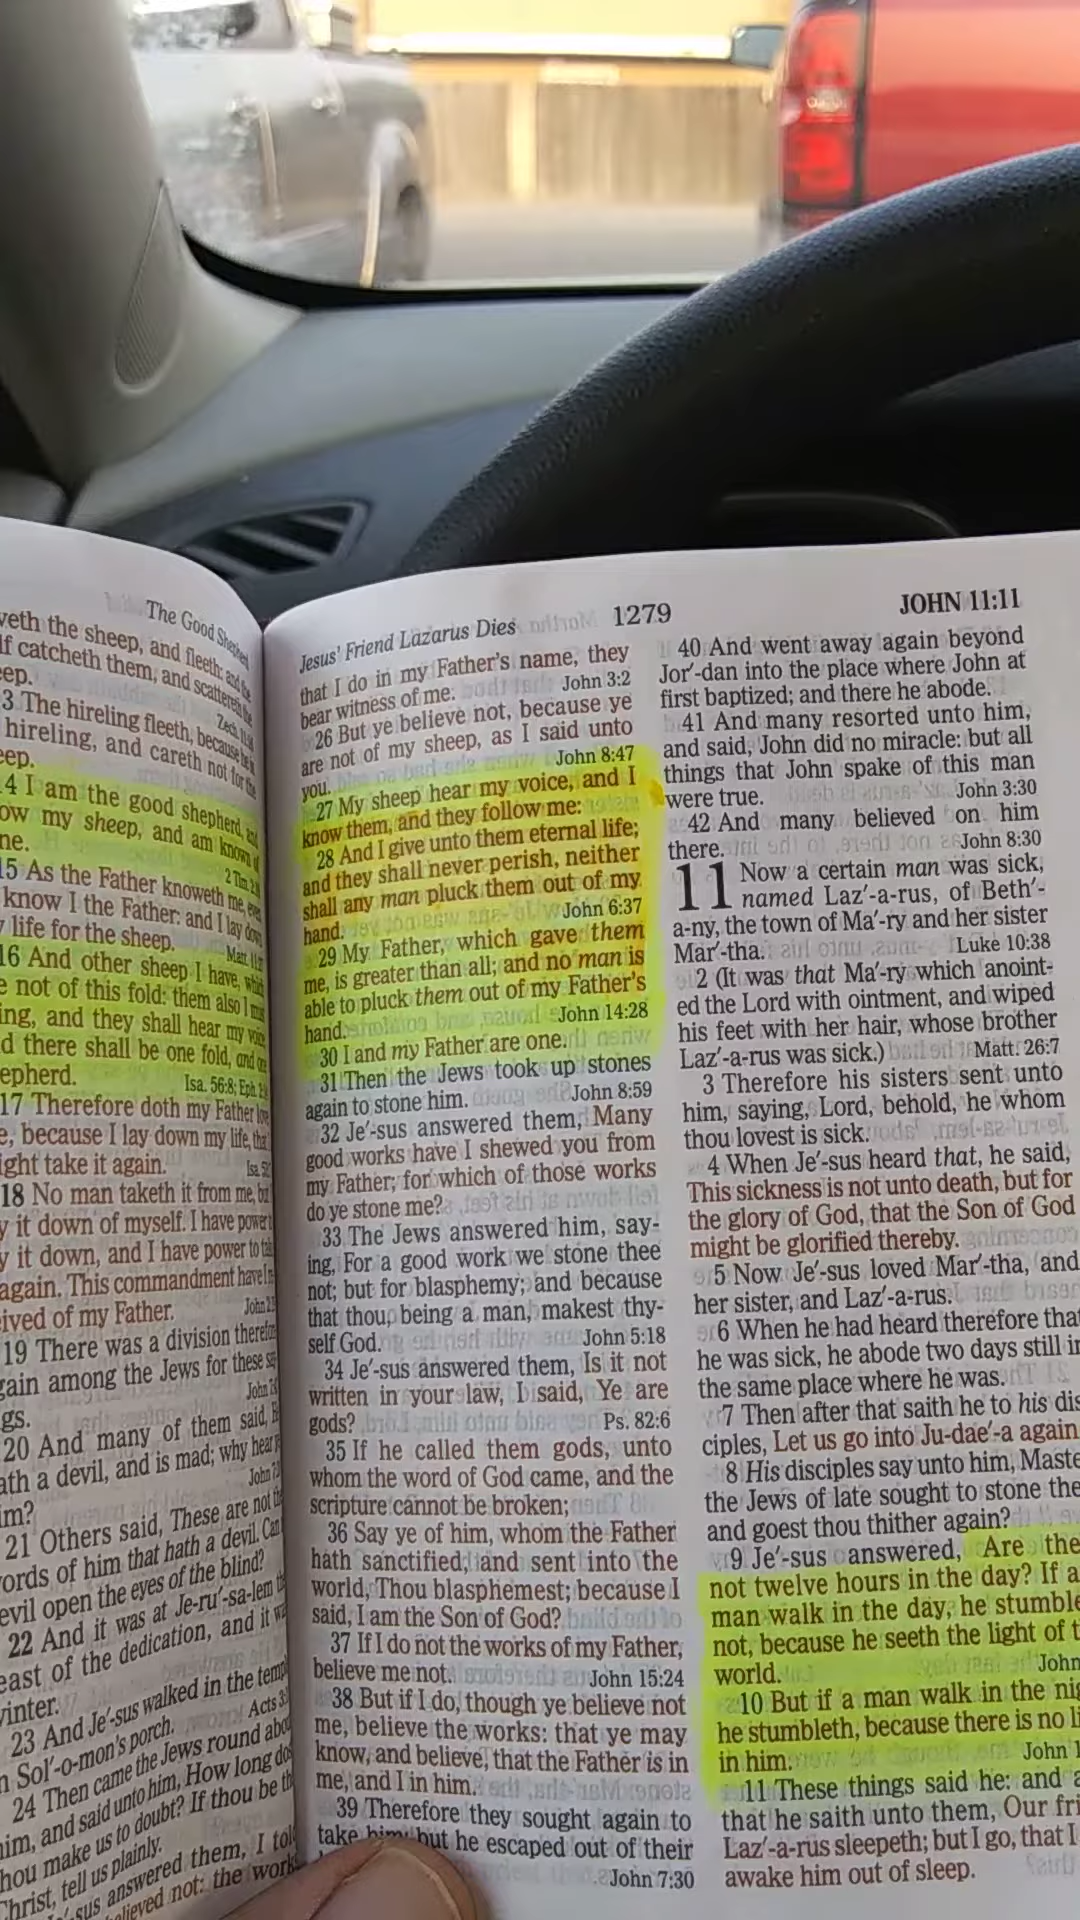 The Good
veth the sheep, and fleeth: and the
lf catcheth them, and scattereth the
eep.
3 The hireling fleeth, because he is
hireling, and careth not for the
eep.
4 I am the good shepherd, and
ow my sheep, and am known of
ne.
2 Tim.
15 As the Father knoweth me, even
know I the Father: and I lay down
life for the sheep.
Matt.
16 And other sheep I have, which
e not of this fold: them also I must
ing, and they shall hear my voice
d there shall be one fold, and one
epherd.
Isa. 56:8; Eph.
17 Therefore doth my Father love
e, because I lay down my life, that
ight take it again.
Isa.
18 No man taketh it from me, but
y it down of myself. I have power
y it down, and I have power to take
again. This commandment have I
ived of my Father.
John
19 There was a division therefore
gain among the Jews for these
gs.
John
20 And many of them said, He
ath a devil, and is mad; why hear ye
im?
John
21 Others said, These are not the
ords of him that hath a devil. Can
evil open the eyes of the blind?
22 And it was at Je-ru'-sa-lem the
east of the dedication, and it was
vinter.
23 And Je'-sus walked in the temple
n Sol'-o-mon's porch.
Acts
24 Then came the Jews round about
him, and said unto him, How long dost
hou make us to doubt? If thou be the
Christ, tell us plainly.
sus answered them, I told
elieved not: the works
Jesus' Friend Lazarus Dies
1279
JOHN 11:11
that I do in my Father's name, they
bear witness of me.
John 3:2
26 But ye believe not, because ye
are not of my sheep, as I said unto
you.
John 8:47
27 My sheep hear my voice, and I
know them, and they follow me:
28 And I give unto them eternal life;
and they shall never perish, neither
shall any man pluck them out of my
hand.
John 6:37
29 My Father, which gave them
me, is greater than all; and no man is
able to pluck them out of my Father's
hand.
John 14:28
30 I and my Father are one.
31 Then the Jews took up stones
again to stone him.
John 8:59
32 Je'-sus answered them, Many
good works have I shewed you from
my Father; for which of those works
do ye stone me?
33 The Jews answered him, say-
ing, For a good work we stone thee
not; but for blasphemy; and because
that thou, being a man, makest thy-
self God.
John 5:18
34 Je'-sus answered them, Is it not
written in your law, I said, Ye are
gods?
Ps. 82:6
35 If he called them gods, unto
whom the word of God came, and the
scripture cannot be broken;
36 Say ye of him, whom the Father
hath sanctified, and sent into the
world, Thou blasphemest; because I
said, I am the Son of God?
37 If I do not the works of my Father,
believe me not.
John 15:24
38 But if I do, though ye believe not
me, believe the works: that ye may
know, and believe, that the Father is in
me, and I in him.
39 Therefore they sought again to
take him: but he escaped out of their
John 7:30
40 And went away again beyond
Jor'-dan into the place where John at
first baptized; and there he abode.
41 And many resorted unto him,
and said, John did no miracle: but all
things that John spake of this man
were true.
John 3:30
42 And many believed on him
there.
John 8:30
11 Now a certain man was sick,
named Laz'-a-rus, of Beth'-
a-ny, the town of Ma'-ry and her sister
Mar'-tha.
Luke 10:38
2 (It was that Ma'-ry which anoint-
ed the Lord with ointment, and wiped
his feet with her hair, whose brother
Laz'-a-rus was sick.)
Matt. 26:7
3 Therefore his sisters sent unto
him, saying, Lord, behold, he whom
thou lovest is sick.
4 When Je'-sus heard that, he said,
This sickness is not unto death, but for
the glory of God, that the Son of God
might be glorified thereby.
5 Now Je'-sus loved Mar'-tha, and
her sister, and Laz'-a-rus.
6 When he had heard therefore that
he was sick, he abode two days still in
the same place where he was.
7 Then after that saith he to his dis
ciples, Let us go into Ju-dae'-a again
8 His disciples say unto him, Maste
the Jews of late sought to stone the
and goest thou thither again?
9 Je'-sus answered, Are the
not twelve hours in the day? If a
man walk in the day, he stumble
not, because he seeth the light of t
world.
John
10 But if a man walk in the nig
he stumbleth, because there is no li
in him.
John 1
11 These things said he: and a
that he saith unto them, Our fri
Laz'-a-rus sleepeth; but I go, that I
awake him out of sleep.